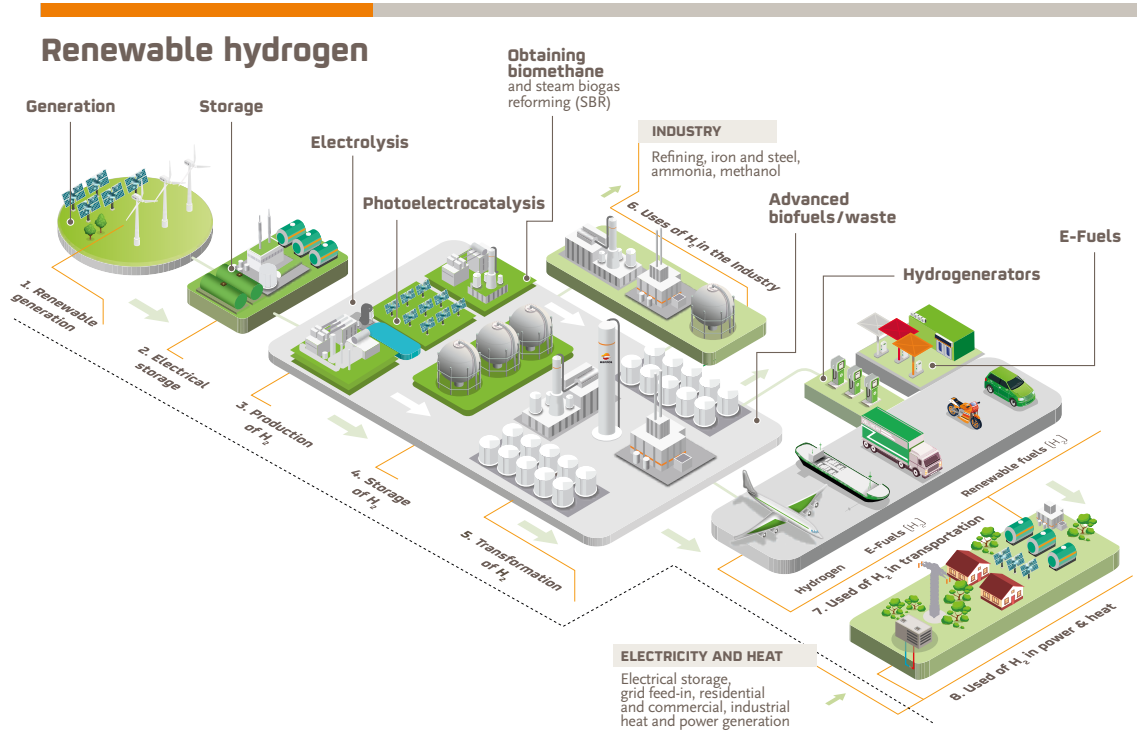 Renewable hydrogen
Generation
Storage
Electrolysis
Photoelectrocatalysis
Obtaining
biomethane
and steam biogas
reforming (SBR)
INDUSTRY
Refining, iron and steel,
ammonia, methanol
Advanced
biofuels/waste
Hydrogenerators
E-Fuels
1. Renewable
generation
2. Electrical
storage
3. Production
of H2
4. Storage
of H2
5. Transformation
of H2
6. Uses of H2 in the Industry
Hydrogen
E-Fuels (H2)
Renewable fuels (H2)
7. Used of H2 in transportation
8. Used of H2 in power & heat
ELECTRICITY AND HEAT
Electrical storage,
grid feed-in, residential
and commercial, industrial
heat and power generation